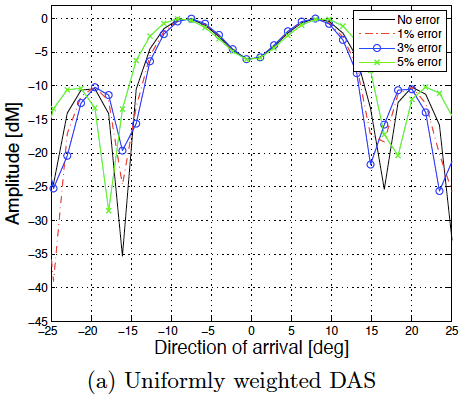 No error
1% error
3% error
5% error
Amplitude [dM]
0
−5
−10
−15
−20
−25
−30
−35
−40
−45
−25 −20 −15 −10 −5 0 5 10 15 20 25
Direction of arrival [deg]
(a) Uniformly weighted DAS